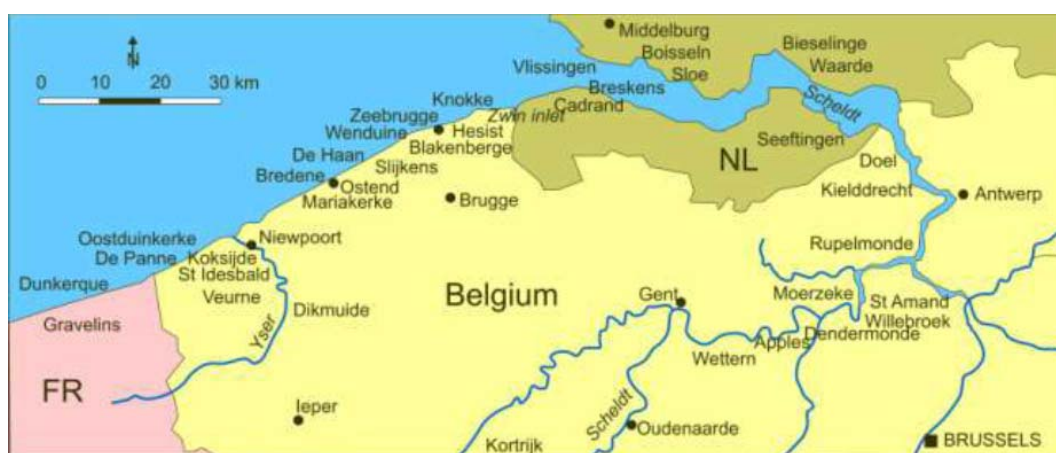 Middelburg
Boisseln
Bieselinge
Vlissingen
Sloe
Waarde
N
0 10 20 30 km
Breskens
Knokke
Cadrand
Scheldt
Zeebrugge
Zwin inlet
Wenduine
Hesist
Blakenberge
Seeftingen
De Haan
Slijkens
NL
Doel
Bredene
Ostend
Mariakerke
Brugge
Kielddrecht
Antwerp
Oostduinkerke
Niewpoort
De Panne
Koksijde
Rupelmonde
St Idesbald
Dunkerque
Veurne
Belgium
Gent
Moerzeke
St Amand
Gravelins
Dikmuide
Willebroek
Yser
Apples
Dendermonde
Wettern
FR
Ieper
Scheldt
Oudenaarde
Kortrijk
BRUSSELS